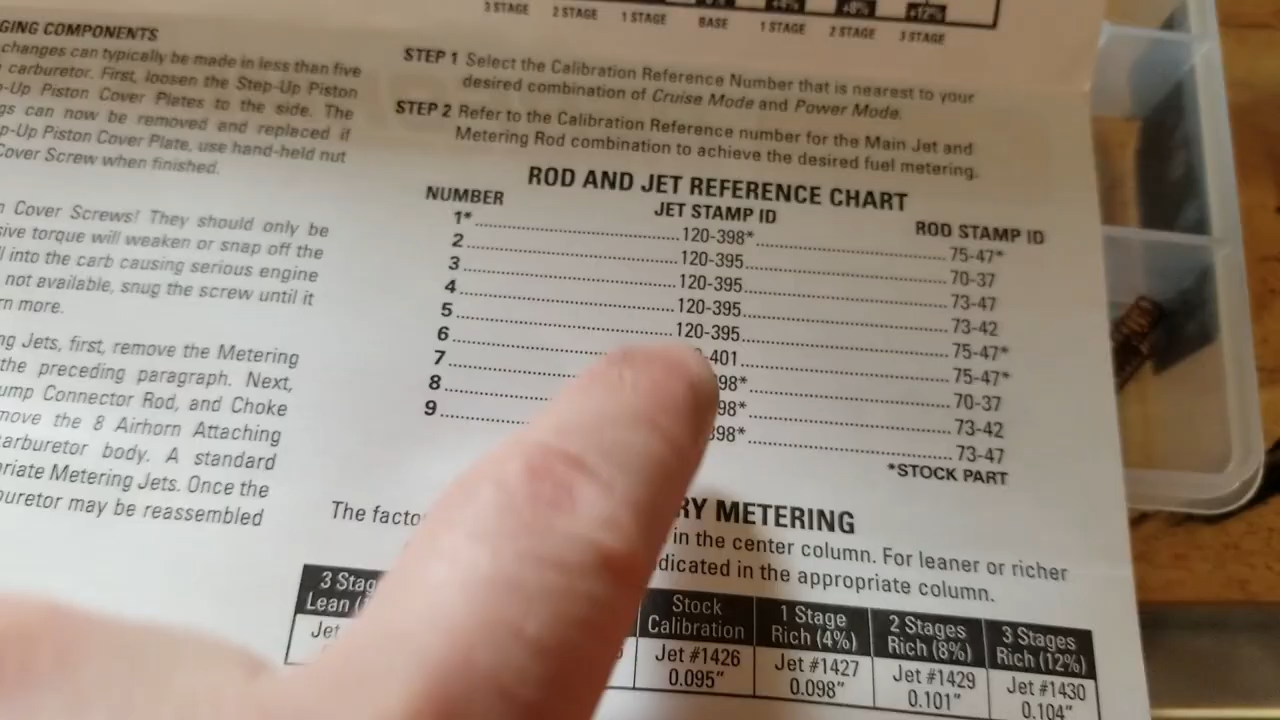 GING COMPONENTS
changes can typically be made in less than five
carburetor. First, loosen the Step-Up Piston
-Up Piston Cover Plates to the side. The
gs can now be removed and replaced if
p-Up Piston Cover Plate, use hand-held nut
Cover Screw when finished.
n Cover Screws! They should only be
sive torque will weaken or snap off the
l into the carb causing serious engine
not available, snug the screw until it
rn more.
ng Jets, first, remove the Metering
the preceding paragraph. Next,
ump Connector Rod, and Choke
move the 8 Airhorn Attaching
arburetor body. A standard
riate Metering Jets. Once the
buretor may be reassembled
+4% +8% +12%
3 STAGE 2 STAGE 1 STAGE BASE 1 STAGE 2 STAGE 3 STAGE
STEP 1 Select the Calibration Reference Number that is nearest to your
desired combination of Cruise Mode and Power Mode.
STEP 2 Refer to the Calibration Reference number for the Main Jet and
Metering Rod combination to achieve the desired fuel metering.
ROD AND JET REFERENCE CHART
NUMBER JET STAMP ID ROD STAMP ID
1* 120-398* 75-47*
2 120-395 70-37
3 120-395 73-47
4 120-395 73-42
5 120-395 75-47*
6 -401 75-47*
7 98* 70-37
8 98* 73-42
9 398* 73-47
*STOCK PART
RY METERING
The facto in the center column. For leaner or richer
dicated in the appropriate column.
3 Stag Stock 1 Stage 2 Stages 3 Stages
Lean ( Calibration Rich (4%) Rich (8%) Rich (12%)
Jet Jet #1426 Jet #1427 Jet #1429 Jet #1430
0.095" 0.098" 0.101" 0.104"